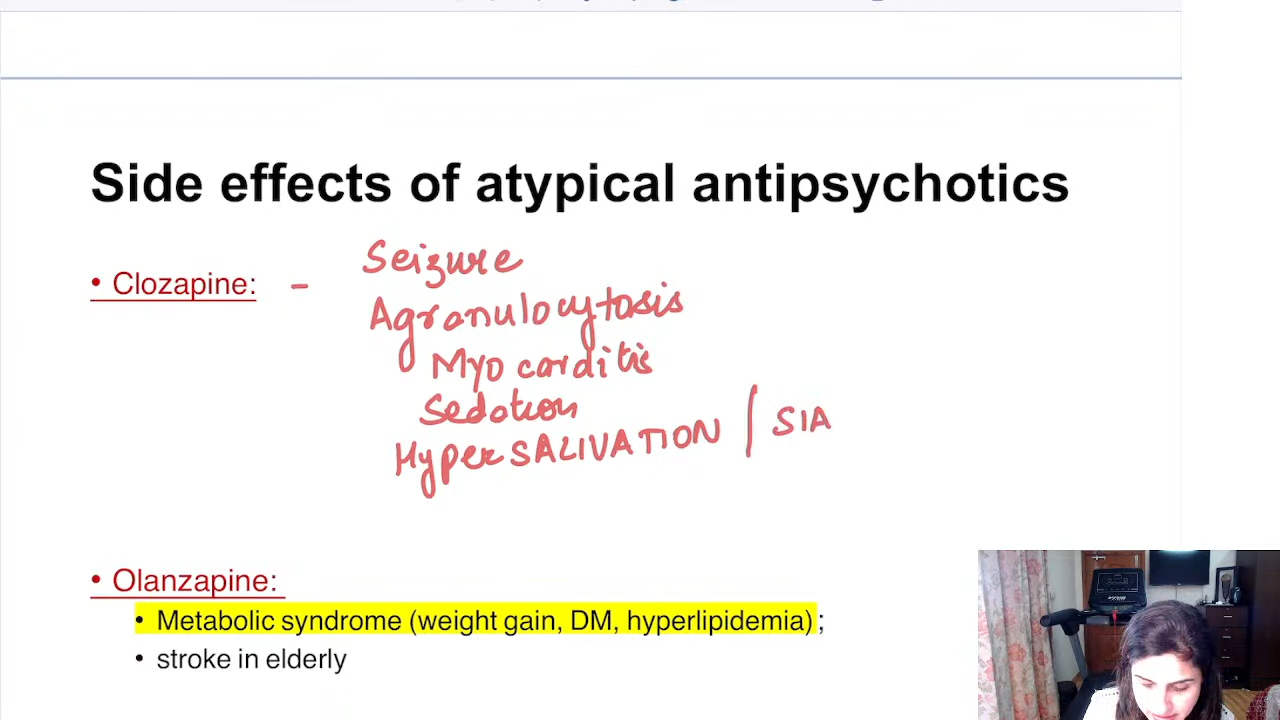 Side effects of atypical antipsychotics
• Clozapine: - Seizure
Agranulocytosis
Myocarditis
Sedation
HyperSALIVATION / SIA
• Olanzapine:
• Metabolic syndrome (weight gain, DM, hyperlipidemia) ;
• stroke in elderly